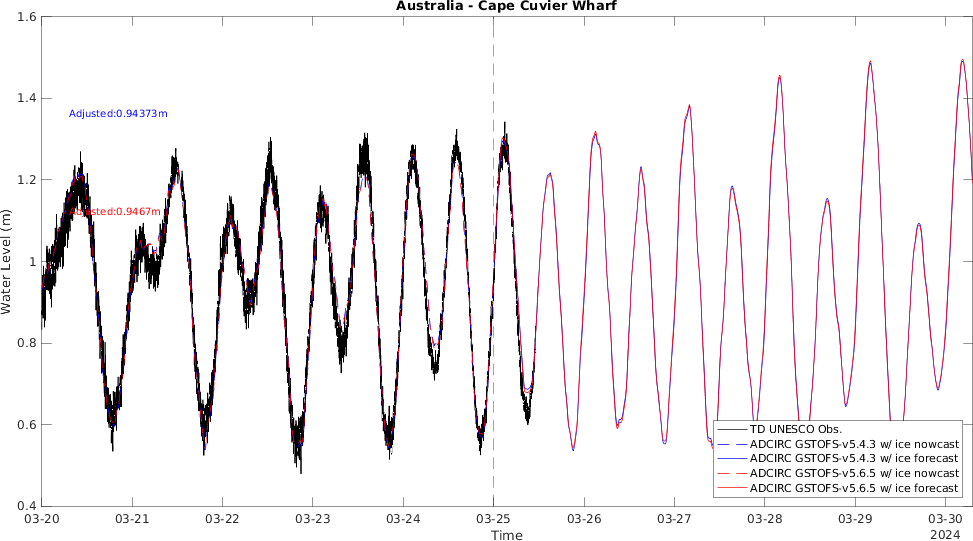 Australia - Cape Cuvier Wharf
1.6
1.4
1.2
1
0.8
0.6
0.4
Water Level (m)
Adjusted:0.94373m
Adjusted:0.9467m
TD UNESCO Obs.
ADCIRC GSTOFS-v5.4.3 w/ ice nowcast
ADCIRC GSTOFS-v5.4.3 w/ ice forecast
ADCIRC GSTOFS-v5.6.5 w/ ice nowcast
ADCIRC GSTOFS-v5.6.5 w/ ice forecast
03-20 03-21 03-22 03-23 03-24 03-25 03-26 03-27 03-28 03-29 03-30
Time
2024